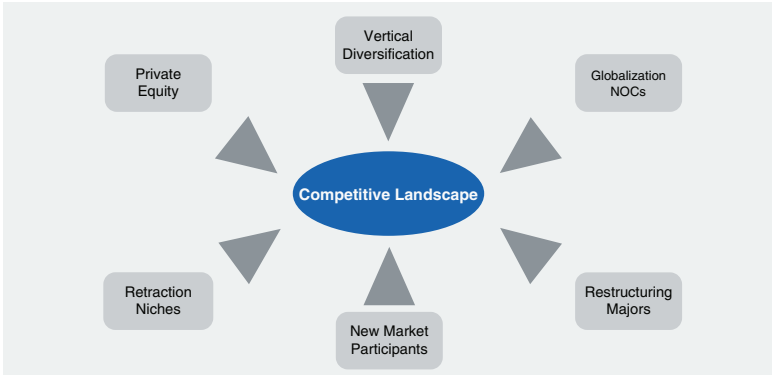 Vertical
Diversification
Private
Equity
Globalization
NOCs
Competitive Landscape
Retraction
Niches
Restructuring
Majors
New Market
Participants